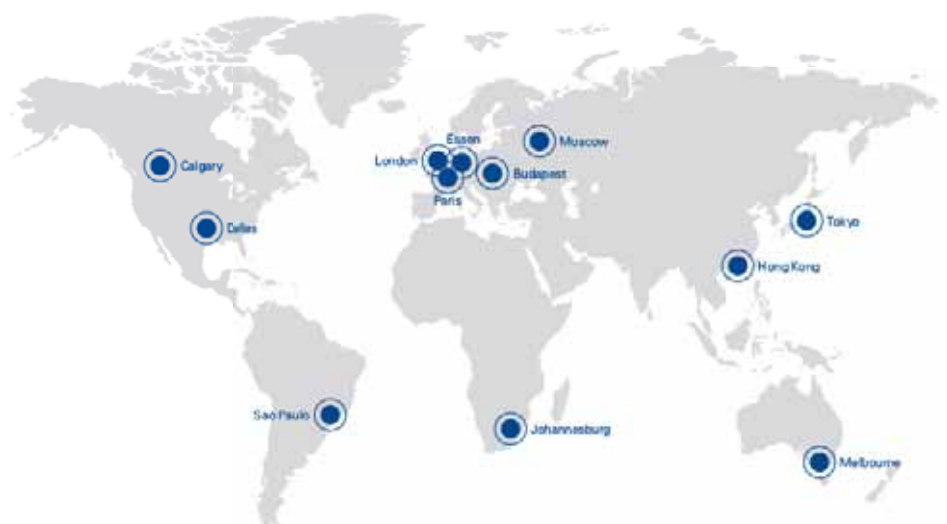 Essen
Moscow
London
Calgary
Budapest
Paris
Tokyo
Dallas
Hong Kong
Sao Paulo
Johannesburg
Melbourne